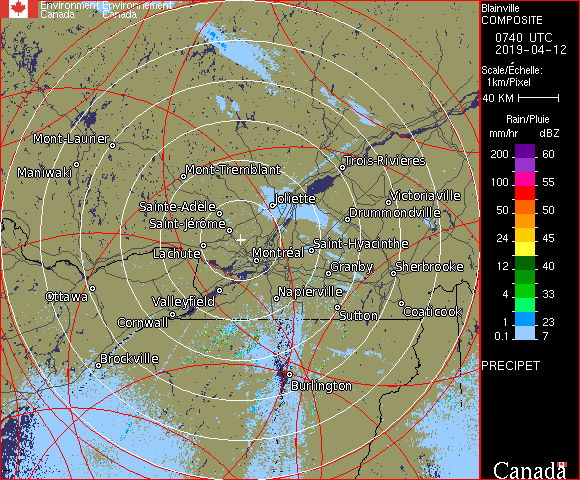 Environment Environnement
Canada Canada
Mont-Laurier
Maniwaki
Mont-Tremblant
Trois-Rivières
Joliette
Victoriaville
Sainte-Adèle
Drummondville
Saint-Jérôme
Lachute
Montréal
Saint-Hyacinthe
Granby
Sherbrooke
Ottawa
Valleyfield
Napierville
Cornwall
Sutton
Coaticook
Brockville
Burlington
Blainville
COMPOSITE
0740 UTC
2019-04-12
Scale/Échelle:
1km/Pixel
40 KM
Rain/Pluie
mm/hr dBZ
200 60
100 55
50 50
24 45
12 40
4 33
1 23
0.1 7
PRECIPET
Canada